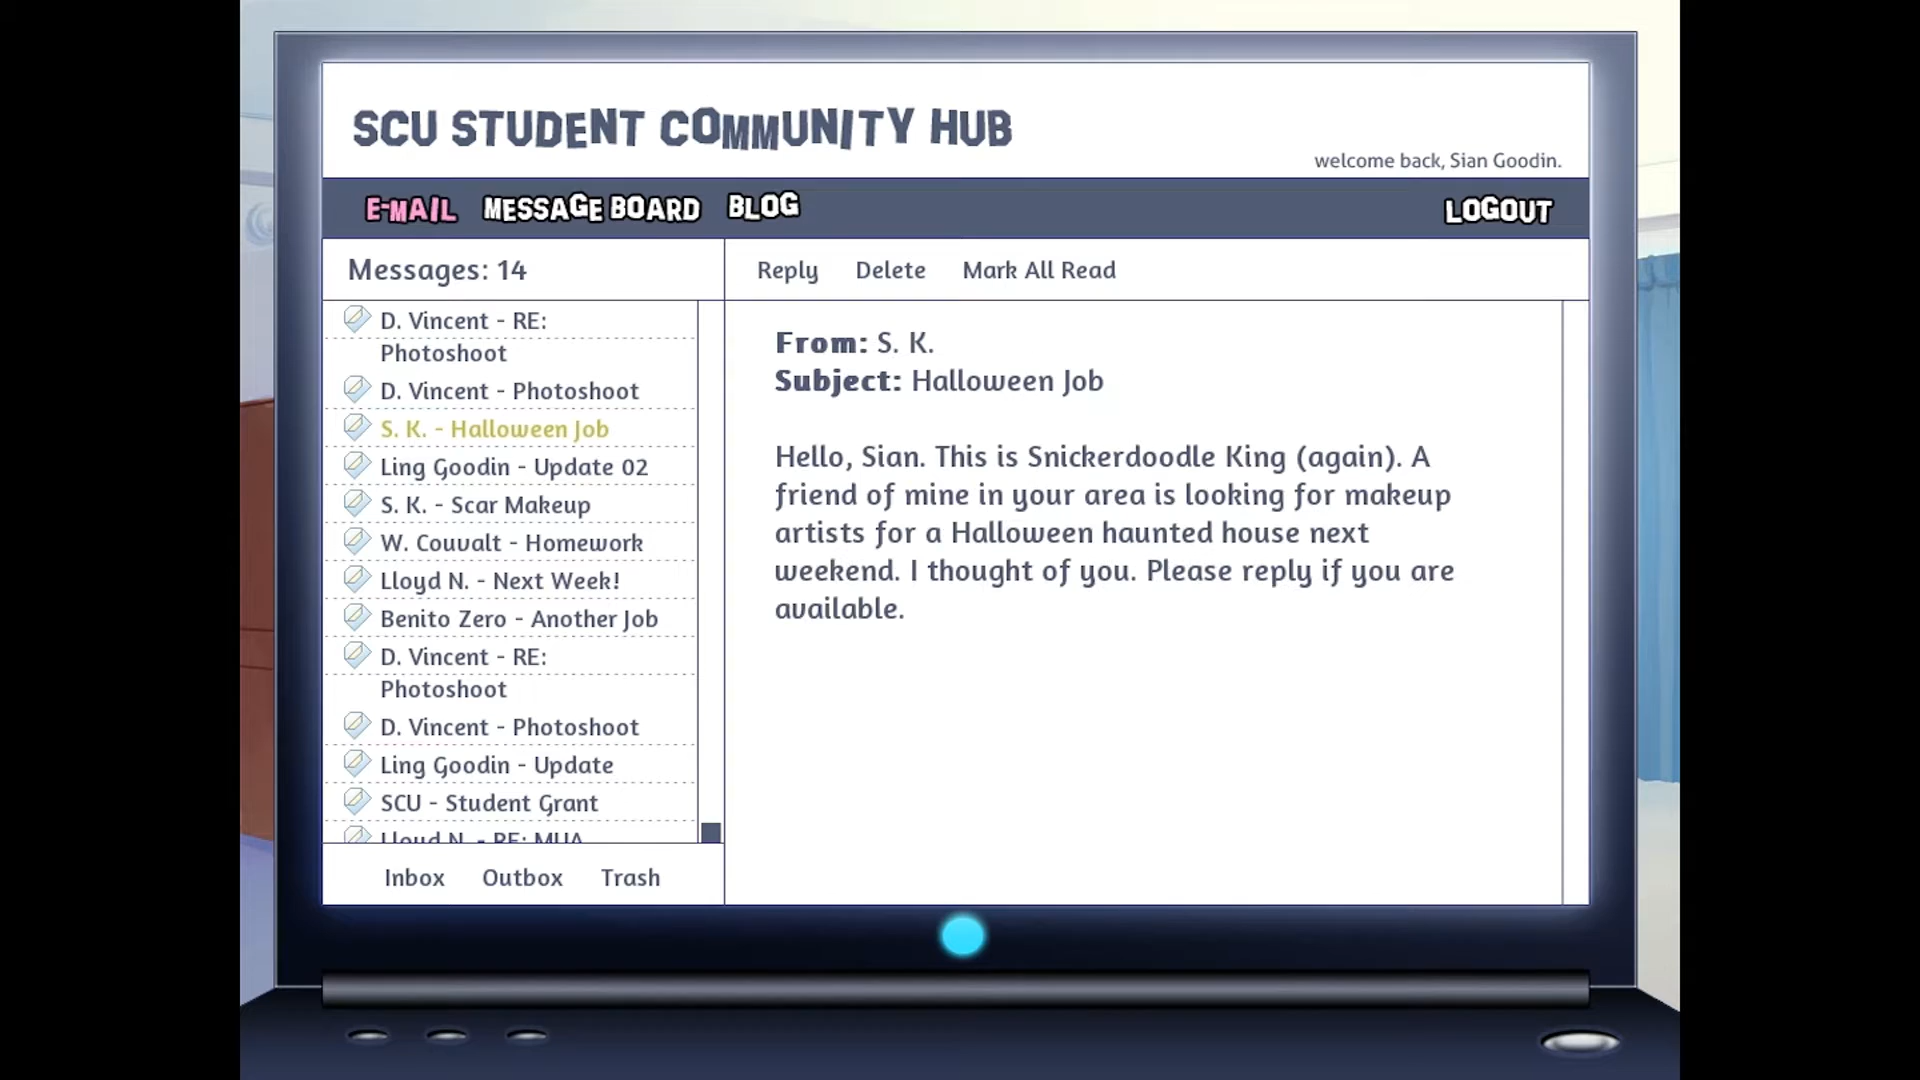 SCU STUDENT COMMUNITY HUB
welcome back, Sian Goodin.
E-MAIL MESSAGE BOARD BLOG LOGOUT
Messages: 14
Reply Delete Mark All Read
D. Vincent - RE:
Photoshoot
D. Vincent - Photoshoot
S. K. - Halloween Job
Ling Goodin - Update 02
S. K. - Scar Makeup
W. Couvalt - Homework
Lloyd N. - Next Week!
Benito Zero - Another Job
D. Vincent - RE:
Photoshoot
D. Vincent - Photoshoot
Ling Goodin - Update
SCU - Student Grant
Lloyd N. - RE: MUA
Inbox Outbox Trash
From: S. K.
Subject: Halloween Job
Hello, Sian. This is Snickerdoodle King (again). A
friend of mine in your area is looking for makeup
artists for a Halloween haunted house next
weekend. I thought of you. Please reply if you are
available.